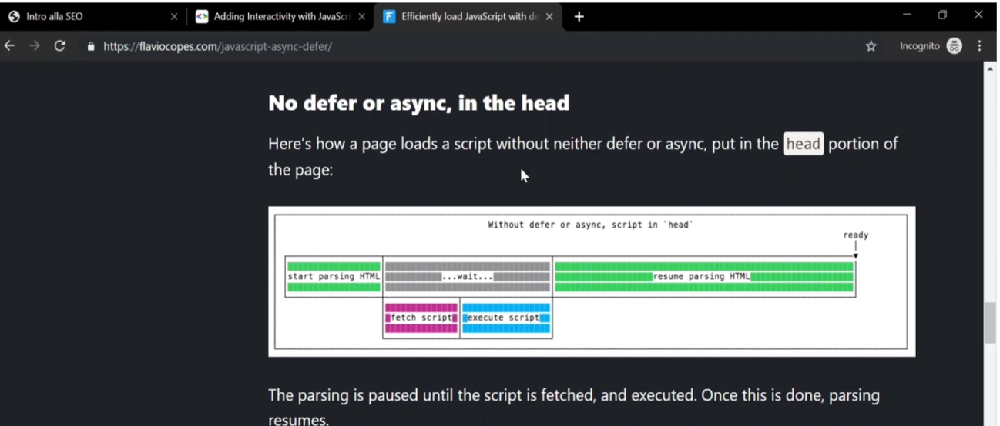 Intro alla SEO
Adding Interactivity with JavaScri
Efficiently load JavaScript with de
https://flaviocopes.com/javascript-async-defer/
Incognito
No defer or async, in the head
Here's how a page loads a script without neither defer or async, put in the head portion of
the page:
Without defer or async, script in `head`
ready
start parsing HTML
...wait...
resume parsing HTML
fetch script
execute script
The parsing is paused until the script is fetched, and executed. Once this is done, parsing
resumes.